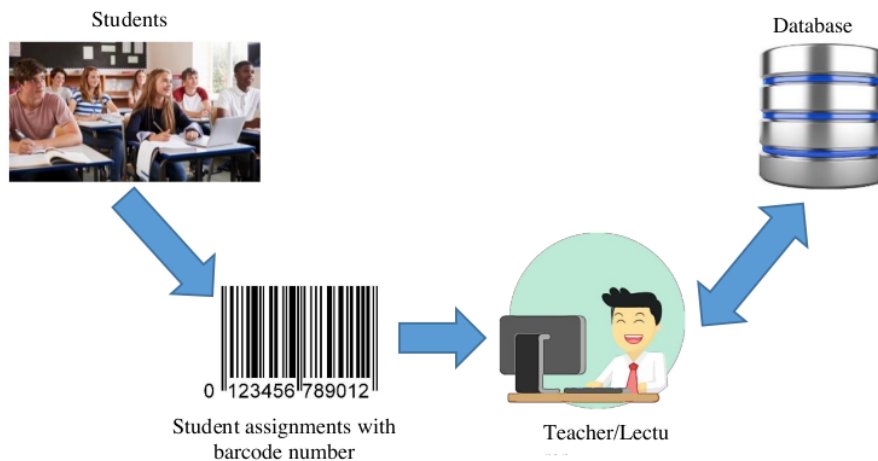 Students
Database
0 123456 789012
Student assignments with
barcode number
Teacher/Lectu